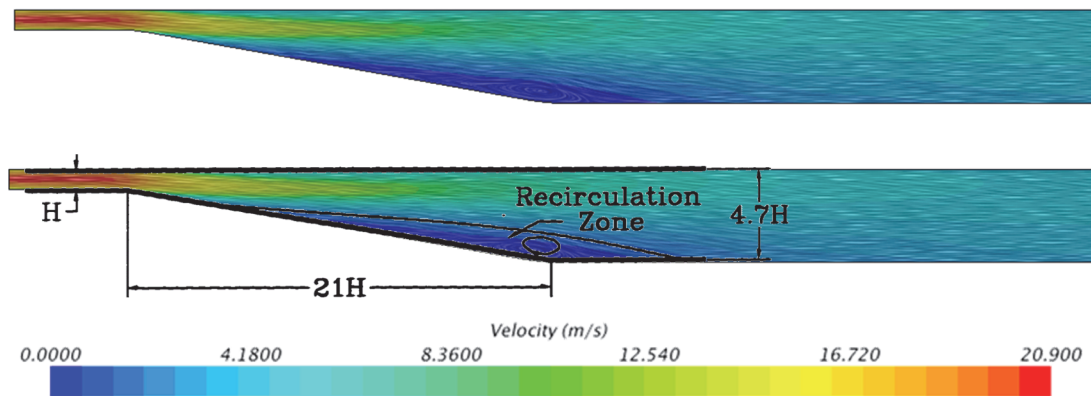 Recirculation
Zone
H
4.7H
21H
Velocity (m/s)
0.0000 4.1800 8.3600 12.540 16.720 20.900